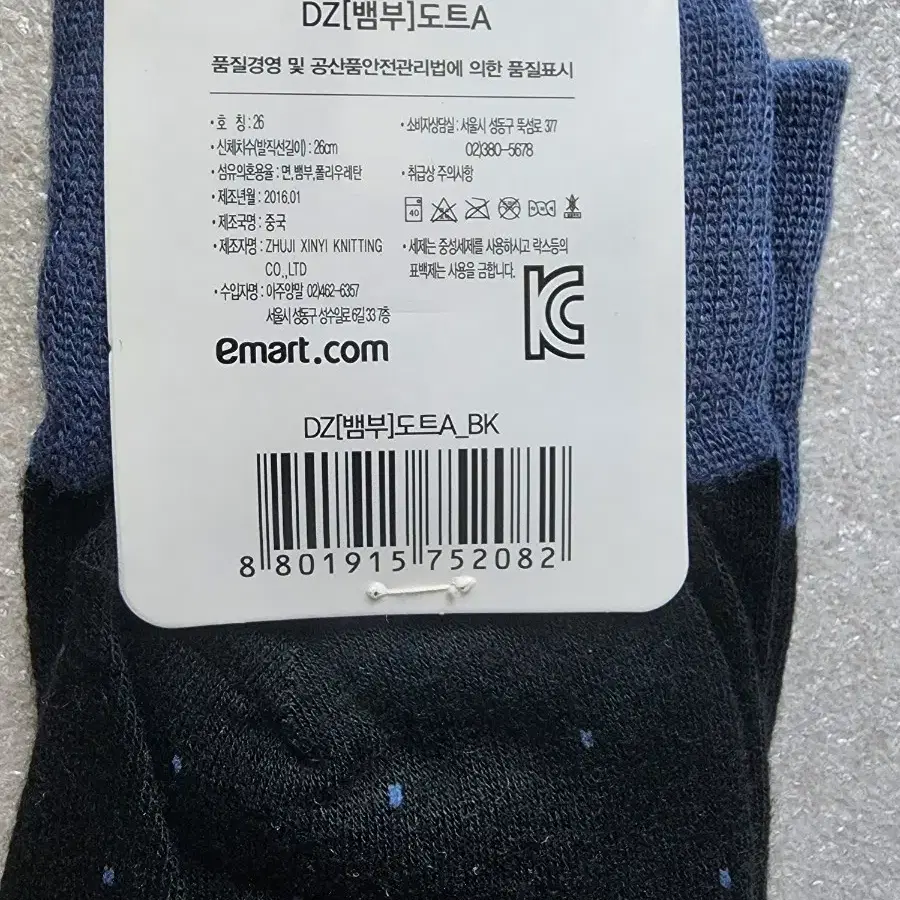 DZ[뱀부]도트A
품질경영 및 공산품안전관리법에 의한 품질표시
• 호 칭 : 26
• 신체치수(발직선길이) : 26cm
• 섬유의혼용율 : 면,뱀부,폴리우레탄
• 제조년월 : 2016.01
• 제조국명 : 중국
• 제조자명 : ZHUJI XINYI KNITTING
CO.,LTD
• 수입자명 : 아주양말 02)462-6357
서울시 성동구 성수일로 6길 33 7층
• 소비자상담실 : 서울시 성동구 뚝섬로 377
02)380-5678
• 취급상 주의사항
40
• 세제는 중성세제를 사용하시고 락스등의
표백제는 사용을 금합니다.
emart.com
DZ[뱀부]도트A_BK
8 801915 752082